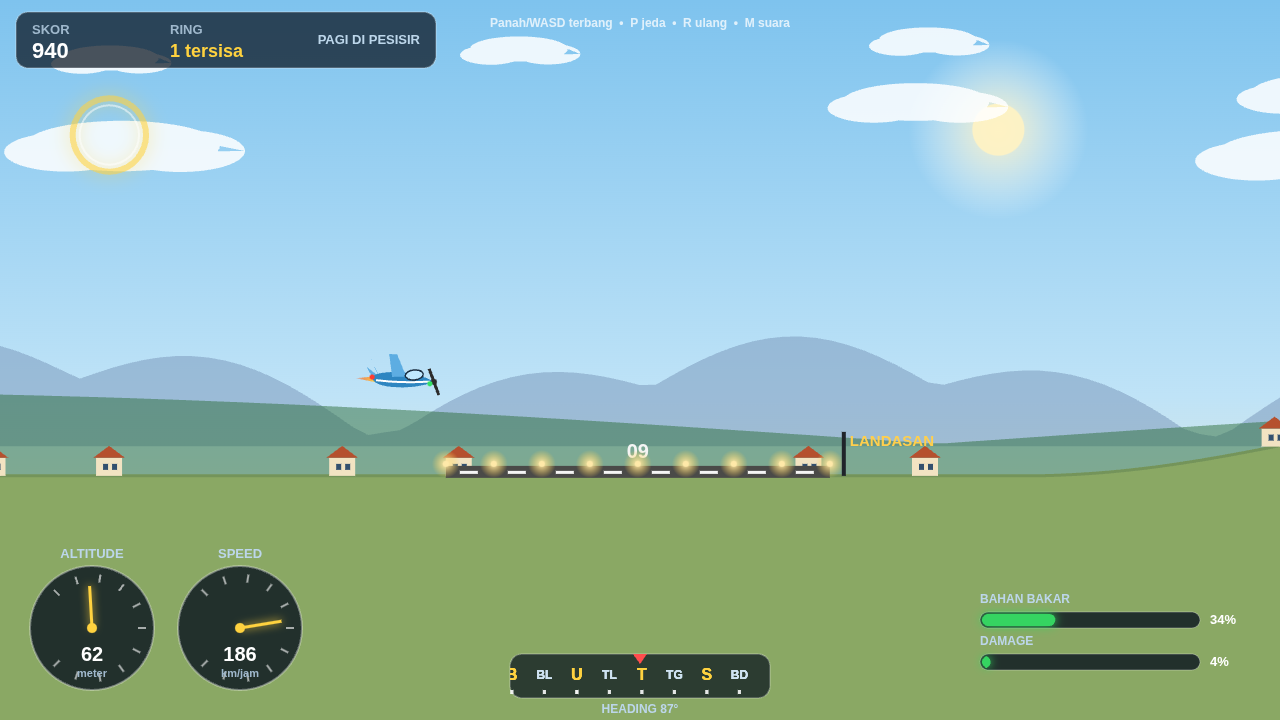 SKOR
940
RING
1 tersisa
PAGI DI PESISIR
Panah/WASD terbang • P jeda • R ulang • M suara
09
LANDASAN
ALTITUDE
62
meter
SPEED
186
km/jam
B BL U TL T TG S BD
HEADING 87°
BAHAN BAKAR
34%
DAMAGE
4%